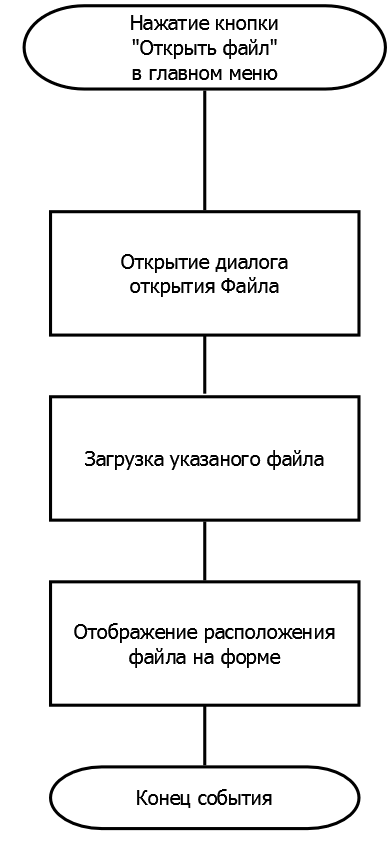 Нажатие кнопки
"Открыть файл"
в главном меню
Открытие диалога
открытия Файла
Загрузка указаного файла
Отображение расположения
файла на форме
Конец события